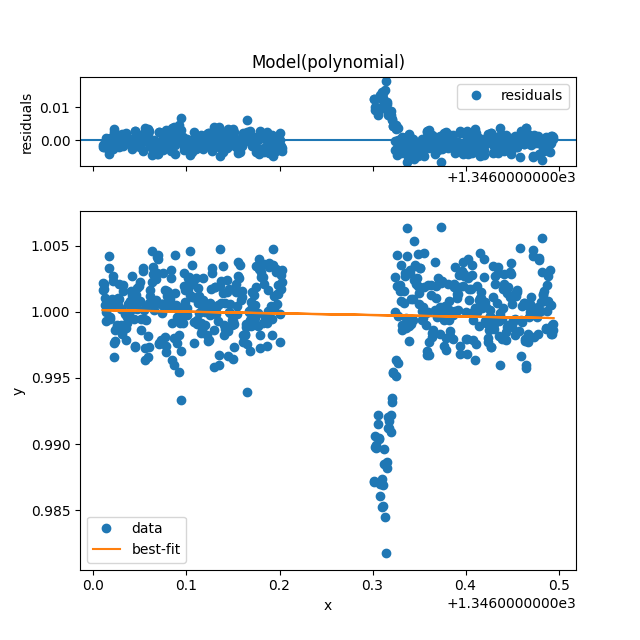 Model(polynomial)
residuals
0.01
0.00
residuals
+1.3460000000e3
y
1.005
1.000
0.995
0.990
0.985
data
best-fit
0.0 0.1 0.2 0.3 0.4 0.5
x
+1.3460000000e3